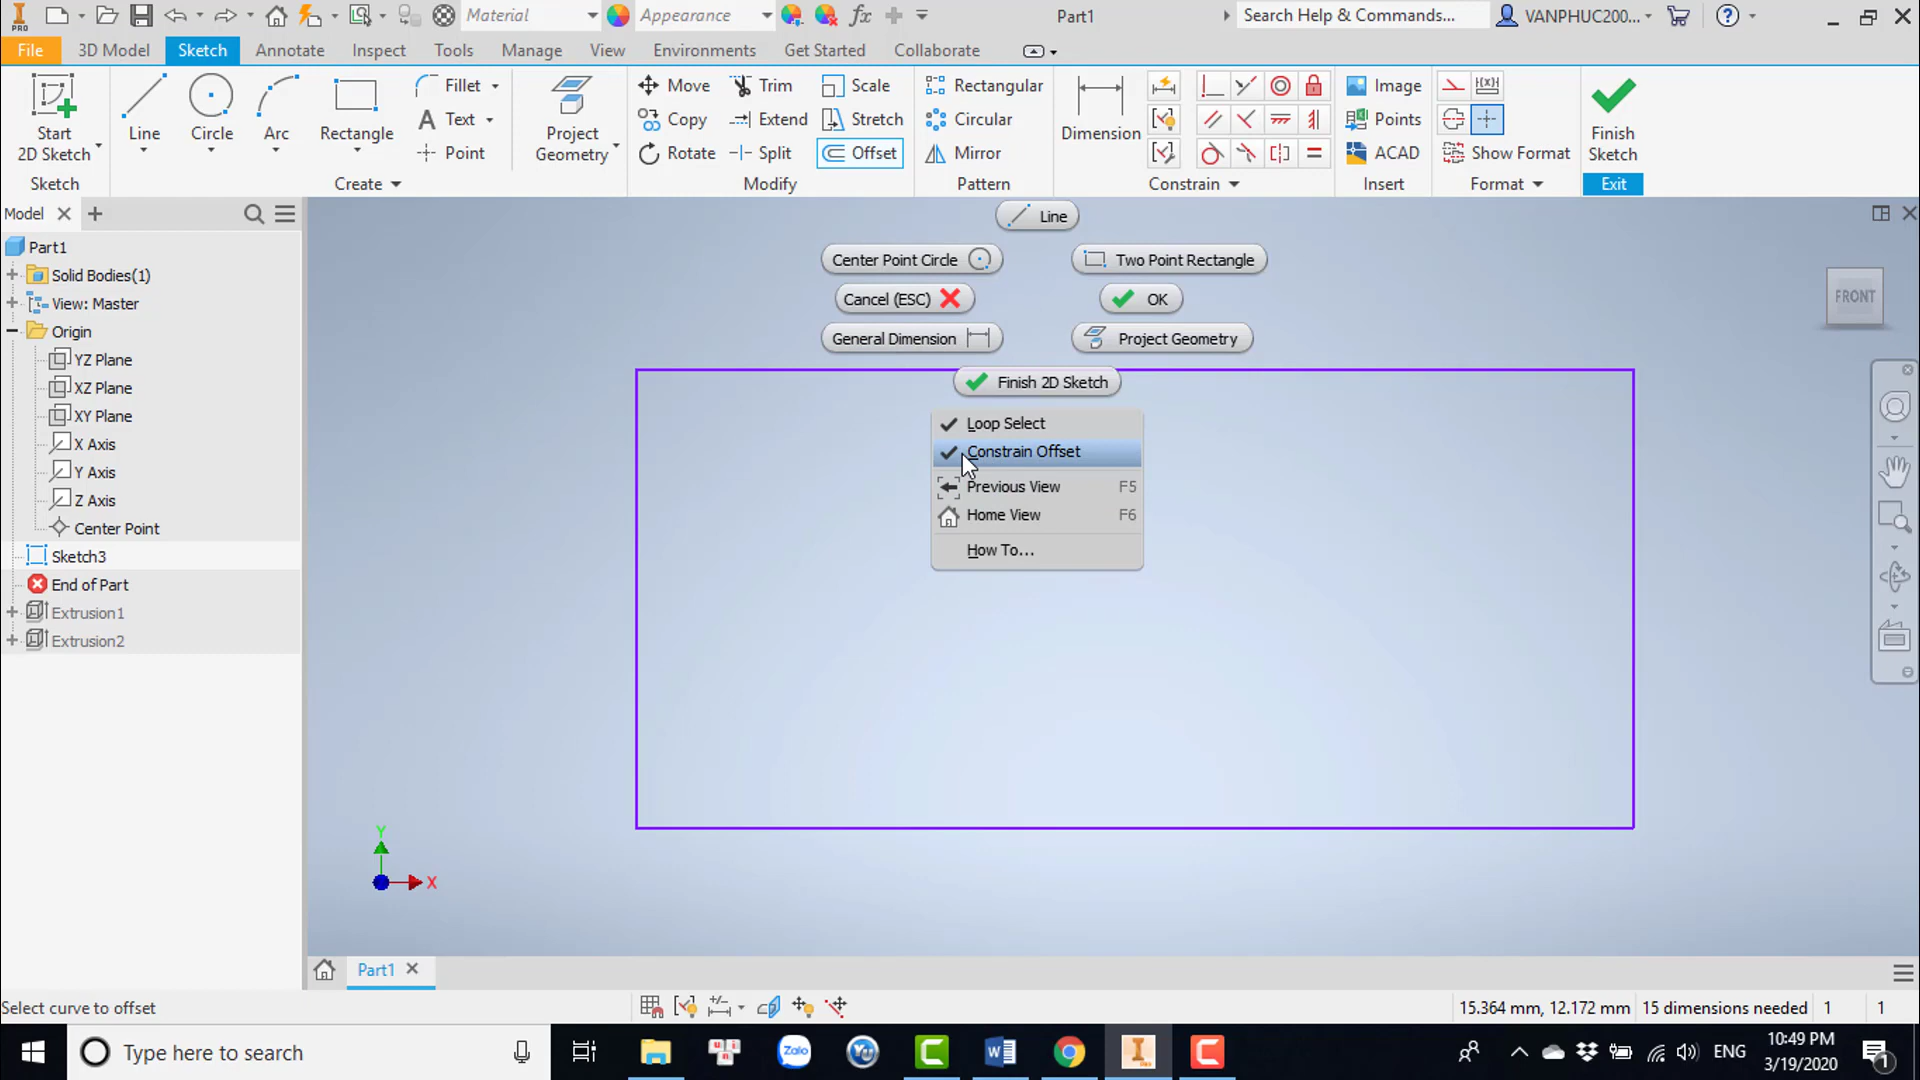 PRO Material Appearance fx Part1 Search Help & Commands... VANPHUC200...
File 3D Model Sketch Annotate Inspect Tools Manage View Environments Get Started Collaborate
Start 2D Sketch Line Circle Arc Rectangle Fillet Text Point Project Geometry
Move Trim Scale
Copy Extend Stretch
Rotate Split Offset
Rectangular
Circular
Mirror
Dimension
Image
Points
ACAD
Show Format
Finish Sketch
Sketch Create Modify Pattern Constrain Insert Format Exit
Model
Part1
Solid Bodies(1)
View: Master
Origin
YZ Plane
XZ Plane
XY Plane
X Axis
Y Axis
Z Axis
Center Point
Sketch3
End of Part
Extrusion1
Extrusion2
Line
Center Point Circle Two Point Rectangle
Cancel (ESC) OK
General Dimension Project Geometry
Finish 2D Sketch
Loop Select
Constrain Offset
Previous View F5
Home View F6
How To...
FRONT
Y
X
Part1
Select curve to offset 15.364 mm, 12.172 mm 15 dimensions needed 1 1
Type here to search Zalo ENG 10:49 PM
3/19/2020 1